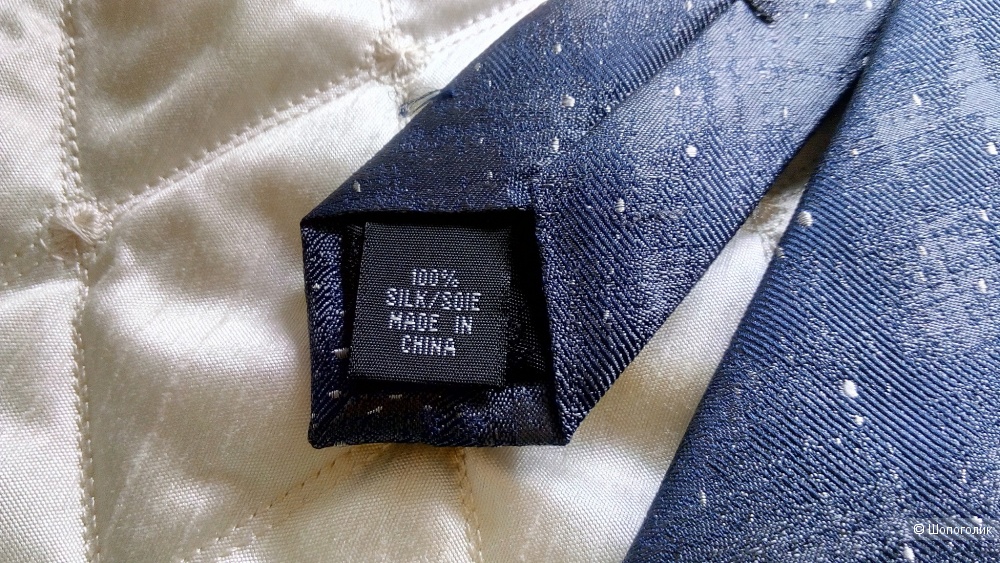 100%
SILK/SOIE
MADE IN
CHINA
© Шопоголик